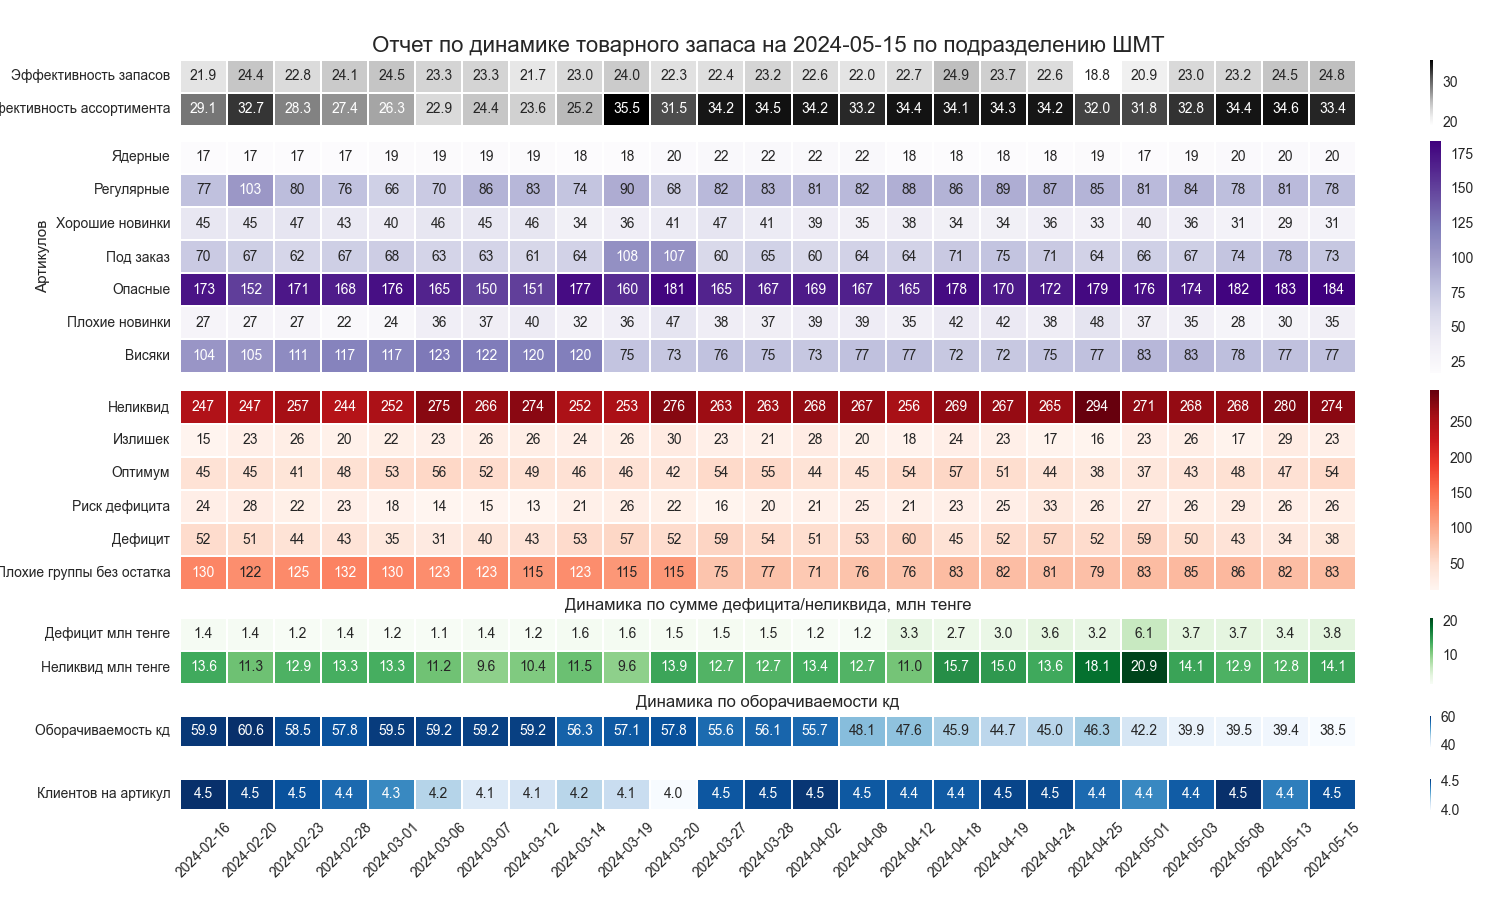 Отчет по динамике товарного запаса на 2024-05-15 по подразделению ШМТ
Эффективность запасов 21.9 24.4 22.8 24.1 24.5 23.3 23.3 21.7 23.0 24.0 22.3 22.4 23.2 22.6 22.0 22.7 24.9 23.7 22.6 18.8 20.9 23.0 23.2 24.5 24.8
фективность ассортимента 29.1 32.7 28.3 27.4 26.3 22.9 24.4 23.6 25.2 35.5 31.5 34.2 34.5 34.2 33.2 34.4 34.1 34.3 34.2 32.0 31.8 32.8 34.4 34.6 33.4
30
20
Артикулов
Ядерные 17 17 17 17 19 19 19 19 18 18 20 22 22 22 22 18 18 18 18 19 17 19 20 20 20
Регулярные 77 103 80 76 66 70 86 83 74 90 68 82 83 81 82 88 86 89 87 85 81 84 78 81 78
Хорошие новинки 45 45 47 43 40 46 45 46 34 36 41 47 41 39 35 38 34 34 36 33 40 36 31 29 31
Под заказ 70 67 62 67 68 63 63 61 64 108 107 60 65 60 64 64 71 75 71 64 66 67 74 78 73
Опасные 173 152 171 168 176 165 150 151 177 160 181 165 167 169 167 165 178 170 172 179 176 174 182 183 184
Плохие новинки 27 27 27 22 24 36 37 40 32 36 47 38 37 39 39 35 42 42 38 48 37 35 28 30 35
Висяки 104 105 111 117 117 123 122 120 120 75 73 76 75 73 77 77 72 72 75 77 83 83 78 77 77
175
150
125
100
75
50
25
Неликвид 247 247 257 244 252 275 266 274 252 253 276 263 263 268 267 256 269 267 265 294 271 268 268 280 274
Излишек 15 23 26 20 22 23 26 26 24 26 30 23 21 28 20 18 24 23 17 16 23 26 17 29 23
Оптимум 45 45 41 48 53 56 52 49 46 46 42 54 55 44 45 54 57 51 44 38 37 43 48 47 54
Риск дефицита 24 28 22 23 18 14 15 13 21 26 22 16 20 21 25 21 23 25 33 26 27 26 29 26 26
Дефицит 52 51 44 43 35 31 40 43 53 57 52 59 54 51 53 60 45 52 57 52 59 50 43 34 38
Плохие группы без остатка 130 122 125 132 130 123 123 115 123 115 115 75 77 71 76 76 83 82 81 79 83 85 86 82 83
250
200
150
100
50
Динамика по сумме дефицита/неликвида, млн тенге
Дефицит млн тенге 1.4 1.4 1.2 1.4 1.2 1.1 1.4 1.2 1.6 1.6 1.5 1.5 1.5 1.2 1.2 3.3 2.7 3.0 3.6 3.2 6.1 3.7 3.7 3.4 3.8
Неликвид млн тенге 13.6 11.3 12.9 13.3 13.3 11.2 9.6 10.4 11.5 9.6 13.9 12.7 12.7 13.4 12.7 11.0 15.7 15.0 13.6 18.1 20.9 14.1 12.9 12.8 14.1
20
10
Динамика по оборачиваемости кд
Оборачиваемость кд 59.9 60.6 58.5 57.8 59.5 59.2 59.2 59.2 56.3 57.1 57.8 55.6 56.1 55.7 48.1 47.6 45.9 44.7 45.0 46.3 42.2 39.9 39.5 39.4 38.5
60
40
Клиентов на артикул 4.5 4.5 4.5 4.4 4.3 4.2 4.1 4.1 4.2 4.1 4.0 4.5 4.5 4.5 4.5 4.4 4.4 4.5 4.5 4.4 4.4 4.4 4.5 4.4 4.5
4.5
4.0
2024-02-16 2024-02-20 2024-02-23 2024-02-28 2024-03-01 2024-03-06 2024-03-07 2024-03-12 2024-03-14 2024-03-19 2024-03-20 2024-03-27 2024-03-28 2024-04-02 2024-04-08 2024-04-12 2024-04-18 2024-04-19 2024-04-24 2024-04-25 2024-05-01 2024-05-03 2024-05-08 2024-05-13 2024-05-15